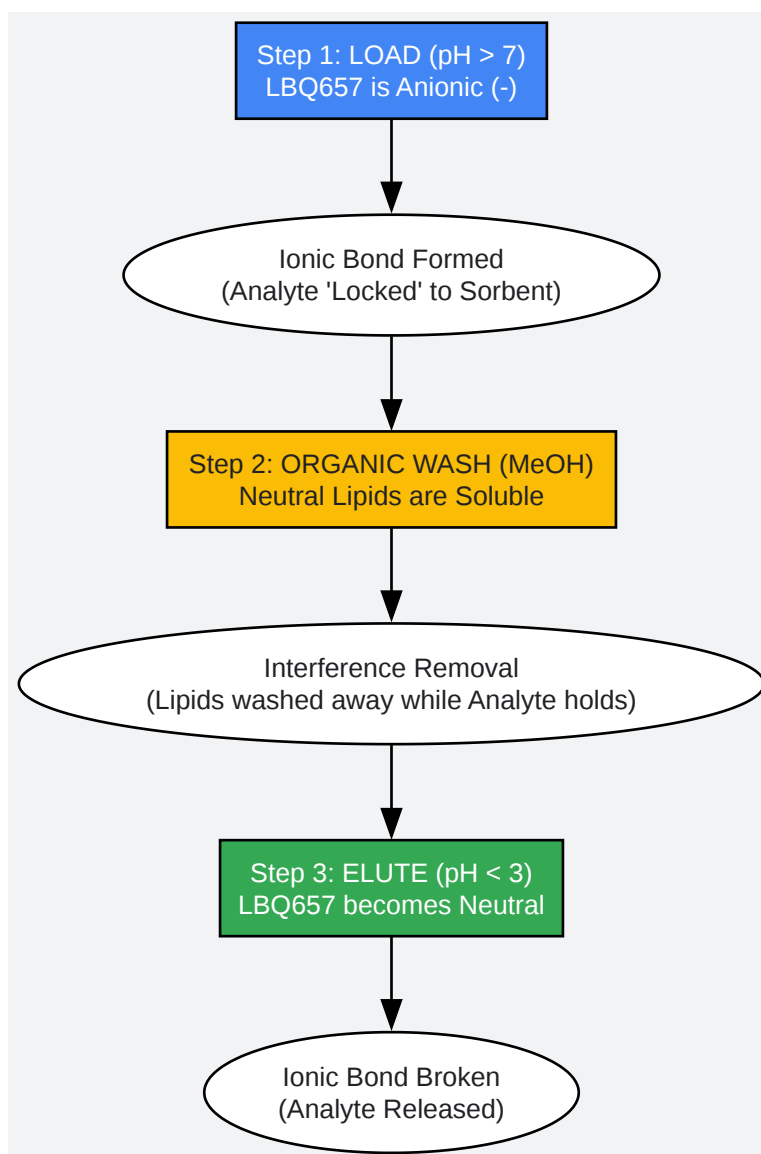 Step 1: LOAD (pH > 7)
LBQ657 is Anionic (-)
Ionic Bond Formed
(Analyte 'Locked' to Sorbent)
Step 2: ORGANIC WASH (MeOH)
Neutral Lipids are Soluble
Interference Removal
(Lipids washed away while Analyte holds)
Step 3: ELUTE (pH < 3)
LBQ657 becomes Neutral
Ionic Bond Broken
(Analyte Released)